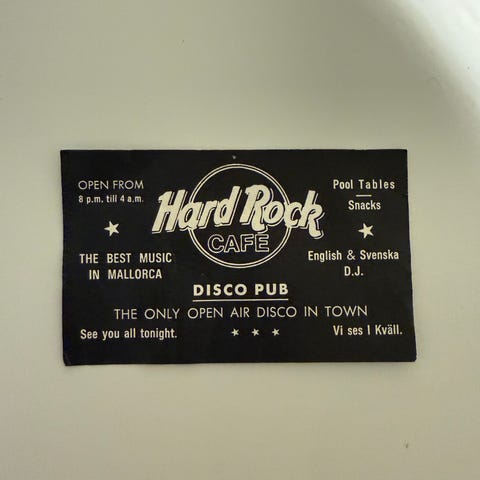 OPEN FROM
8 p.m. till 4 a.m.
Hard Rock
CAFE
Pool Tables
Snacks
THE BEST MUSIC
IN MALLORCA
English & Svenska
D.J.
DISCO PUB
THE ONLY OPEN AIR DISCO IN TOWN
See you all tonight.
Vi ses I Kväll.